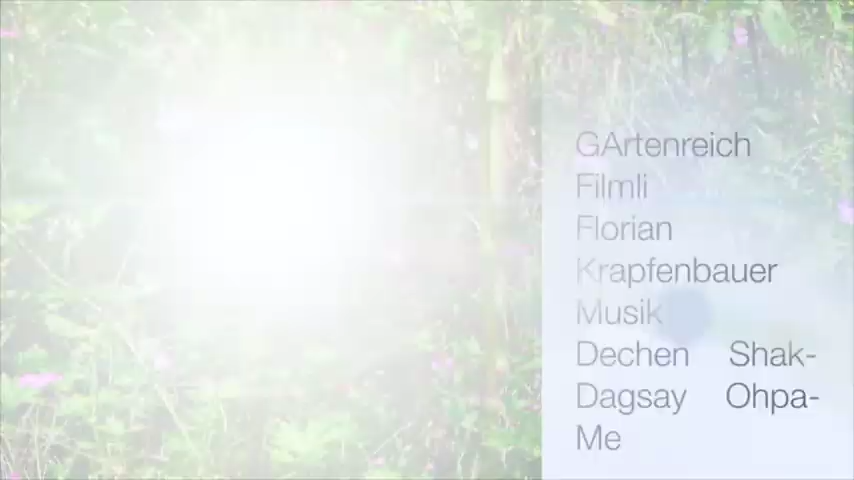 GArtenreich
Filmli
Florian
Krapfenbauer
Musik
Dechen Shak-
Dagsay Ohpa-
Me